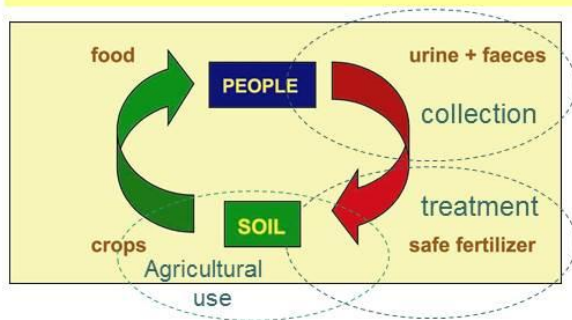 food
urine + faeces
PEOPLE
collection
treatment
SOIL
crops
safe fertilizer
Agricultural
use